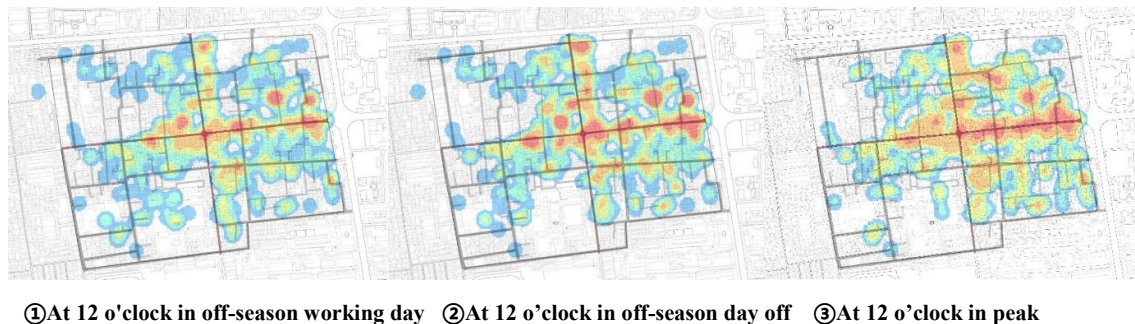 ①At 12 o'clock in off-season working day ②At 12 o’clock in off-season day off ③At 12 o’clock in peak